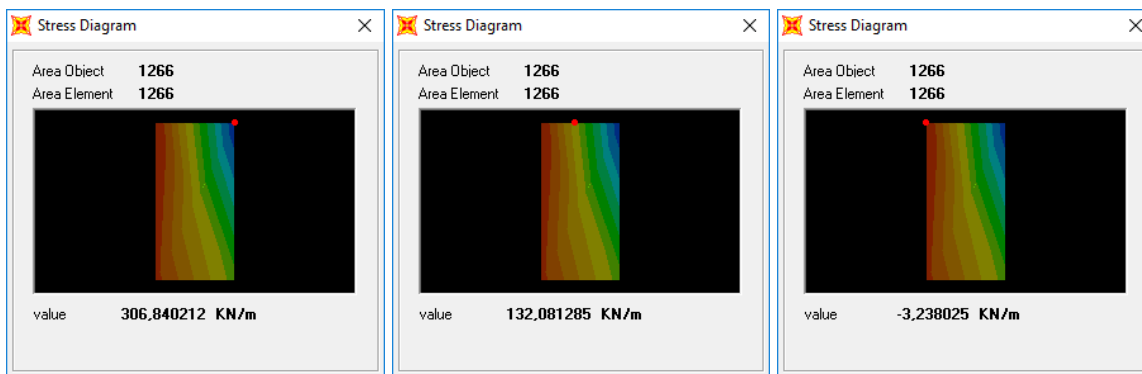 Stress Diagram
Area Object 1266
Area Element 1266
value 306,840212 KN/m
Stress Diagram
Area Object 1266
Area Element 1266
value 132,081285 KN/m
Stress Diagram
Area Object 1266
Area Element 1266
value -3,238025 KN/m